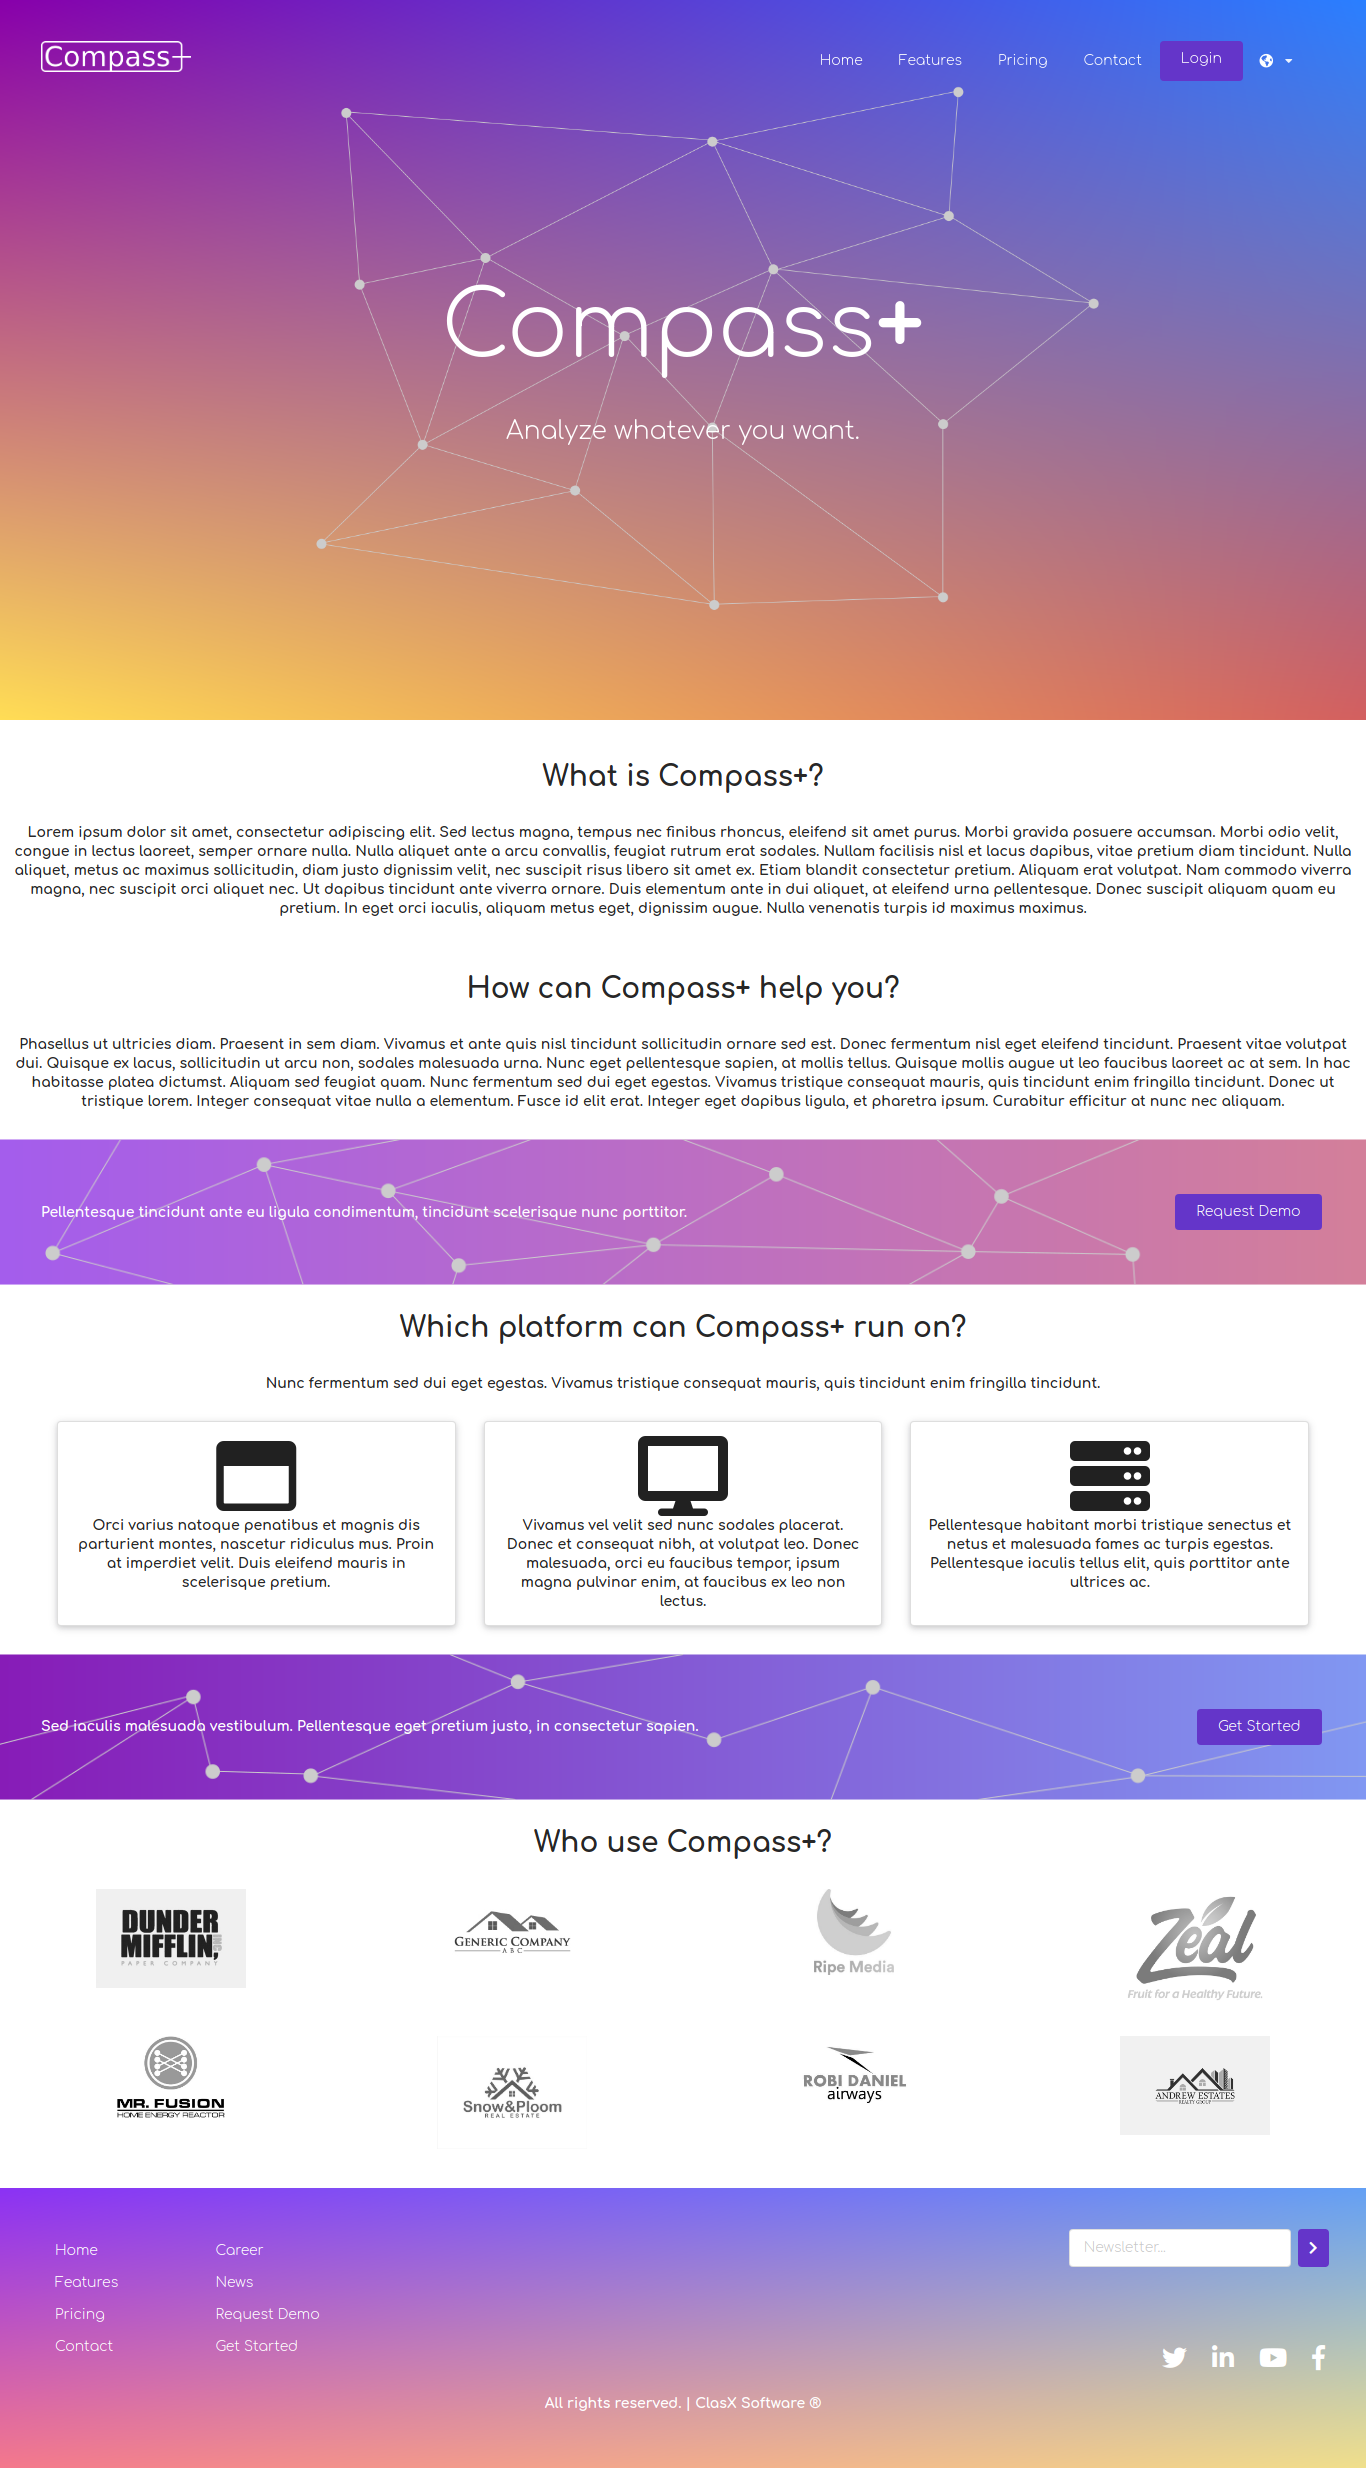 Compass+
Home Features Pricing Contact Login
Compass+
Analyze whatever you want.
What is Compass+?
Lorem ipsum dolor sit amet, consectetur adipiscing elit. Sed lectus magna, tempus nec finibus rhoncus, eleifend sit amet purus. Morbi gravida posuere accumsan. Morbi odio velit,
congue in lectus laoreet, semper ornare nulla. Nulla aliquet ante a arcu convallis, feugiat rutrum erat sodales. Nullam facilisis nisl et lacus dapibus, vitae pretium diam tincidunt. Nulla
aliquet, metus ac maximus sollicitudin, diam justo dignissim velit, nec suscipit risus libero sit amet ex. Etiam blandit consectetur pretium. Aliquam erat volutpat. Nam commodo viverra
magna, nec suscipit orci aliquet nec. Ut dapibus tincidunt ante viverra ornare. Duis elementum ante in dui aliquet, at eleifend urna pellentesque. Donec suscipit aliquam quam eu
pretium. In eget orci iaculis, aliquam metus eget, dignissim augue. Nulla venenatis turpis id maximus maximus.
How can Compass+ help you?
Phasellus ut ultricies diam. Praesent in sem diam. Vivamus et ante quis nisl tincidunt sollicitudin ornare sed est. Donec fermentum nisl eget eleifend tincidunt. Praesent vitae volutpat
dui. Quisque ex lacus, sollicitudin ut arcu non, sodales malesuada urna. Nunc eget pellentesque sapien, at mollis tellus. Quisque mollis augue ut leo faucibus laoreet ac at sem. In hac
habitasse platea dictumst. Aliquam sed feugiat quam. Nunc fermentum sed dui eget egestas. Vivamus tristique consequat mauris, quis tincidunt enim fringilla tincidunt. Donec ut
tristique lorem. Integer consequat vitae nulla a elementum. Fusce id elit erat. Integer eget dapibus ligula, et pharetra ipsum. Curabitur efficitur at nunc nec aliquam.
Pellentesque tincidunt ante eu ligula condimentum, tincidunt scelerisque nunc porttitor.
Request Demo
Which platform can Compass+ run on?
Nunc fermentum sed dui eget egestas. Vivamus tristique consequat mauris, quis tincidunt enim fringilla tincidunt.
Orci varius natoque penatibus et magnis dis
parturient montes, nascetur ridiculus mus. Proin
at imperdiet velit. Duis eleifend mauris in
scelerisque pretium.
Vivamus vel velit sed nunc sodales placerat.
Donec et consequat nibh, at volutpat leo. Donec
malesuada, orci eu faucibus tempor, ipsum
magna pulvinar enim, at faucibus ex leo non
lectus.
Pellentesque habitant morbi tristique senectus et
netus et malesuada fames ac turpis egestas.
Pellentesque iaculis tellus elit, quis porttitor ante
ultrices ac.
Sed iaculis malesuada vestibulum. Pellentesque eget pretium justo, in consectetur sapien.
Get Started
Who use Compass+?
DUNDER
MIFFLIN, INC
PAPER COMPANY
GENERIC COMPANY
ABC
Ripe Media
Zeal
Fruit for a Healthy Future.
MR. FUSION
HOME ENERGY REACTOR
Snow&Ploom
REAL ESTATE
ROBI DANIEL
airways
ANDREW ESTATES
REALTY GROUP
Home
Features
Pricing
Contact
Career
News
Request Demo
Get Started
Newsletter...
All rights reserved. | ClasX Software ®